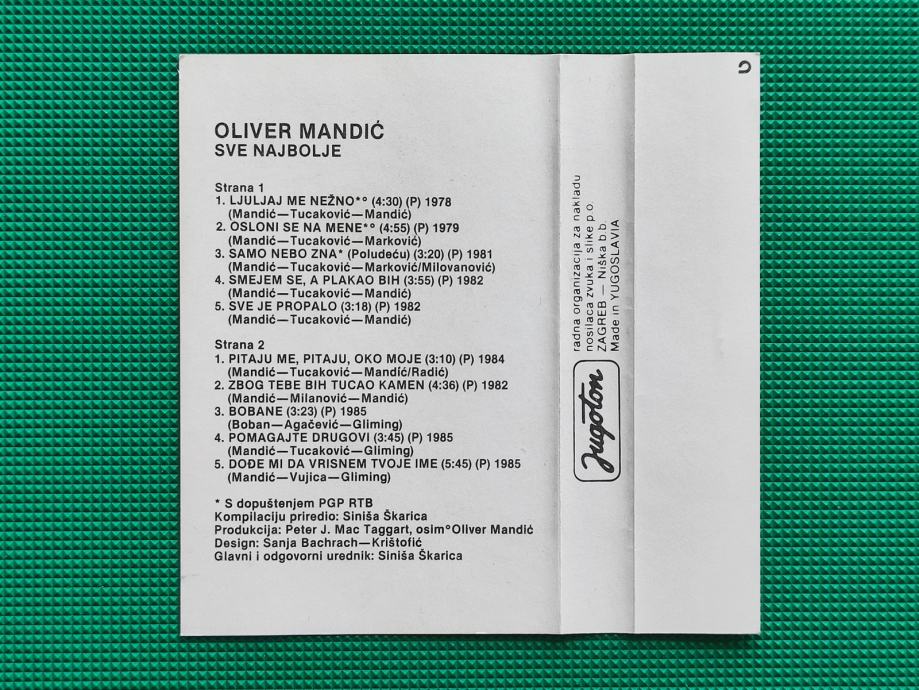 OLIVER MANDIĆ
SVE NAJBOLJE
Strana 1
1. LJULJAJ ME NEŽNO*° (4:30) (P) 1978
(Mandić—Tucaković—Mandić)
2. OSLONI SE NA MENE*° (4:55) (P) 1979
(Mandić—Tucaković—Marković)
3. SAMO NEBO ZNA* (Poludeću) (3:20) (P) 1981
(Mandić—Tucaković—Marković/Milovanović)
4. SMEJEM SE, A PLAKAO BIH (3:55) (P) 1982
(Mandić—Tucaković—Mandić)
5. SVE JE PROPALO (3:18) (P) 1982
(Mandić—Tucaković—Mandić)
Strana 2
1. PITAJU ME, PITAJU, OKO MOJE (3:10) (P) 1984
(Mandić—Tucaković—Mandić/Radić)
2. ZBOG TEBE BIH TUCAO KAMEN (4:36) (P) 1982
(Mandić—Milanović—Mandić)
3. BOBANE (3:23) (P) 1985
(Boban—Agačević—Gliming)
4. POMAGAJTE DRUGOVI (3:45) (P) 1985
(Mandić—Tucaković—Gliming)
5. DOĐE MI DA VRISNEM TVOJE IME (5:45) (P) 1985
(Mandić—Vujica—Gliming)
* S dopuštenjem PGP RTB
Kompilaciju priredio: Siniša Škarica
Produkcija: Peter J. Mac Taggart, osim°Oliver Mandić
Design: Sanja Bachrach—Krištofić
Glavni i odgovorni urednik: Siniša Škarica
Jugoton
radna organizacija za nakladu
nosilaca zvuka i slike p.o.
ZAGREB — Niška b.b.
Made in YUGOSLAVIA